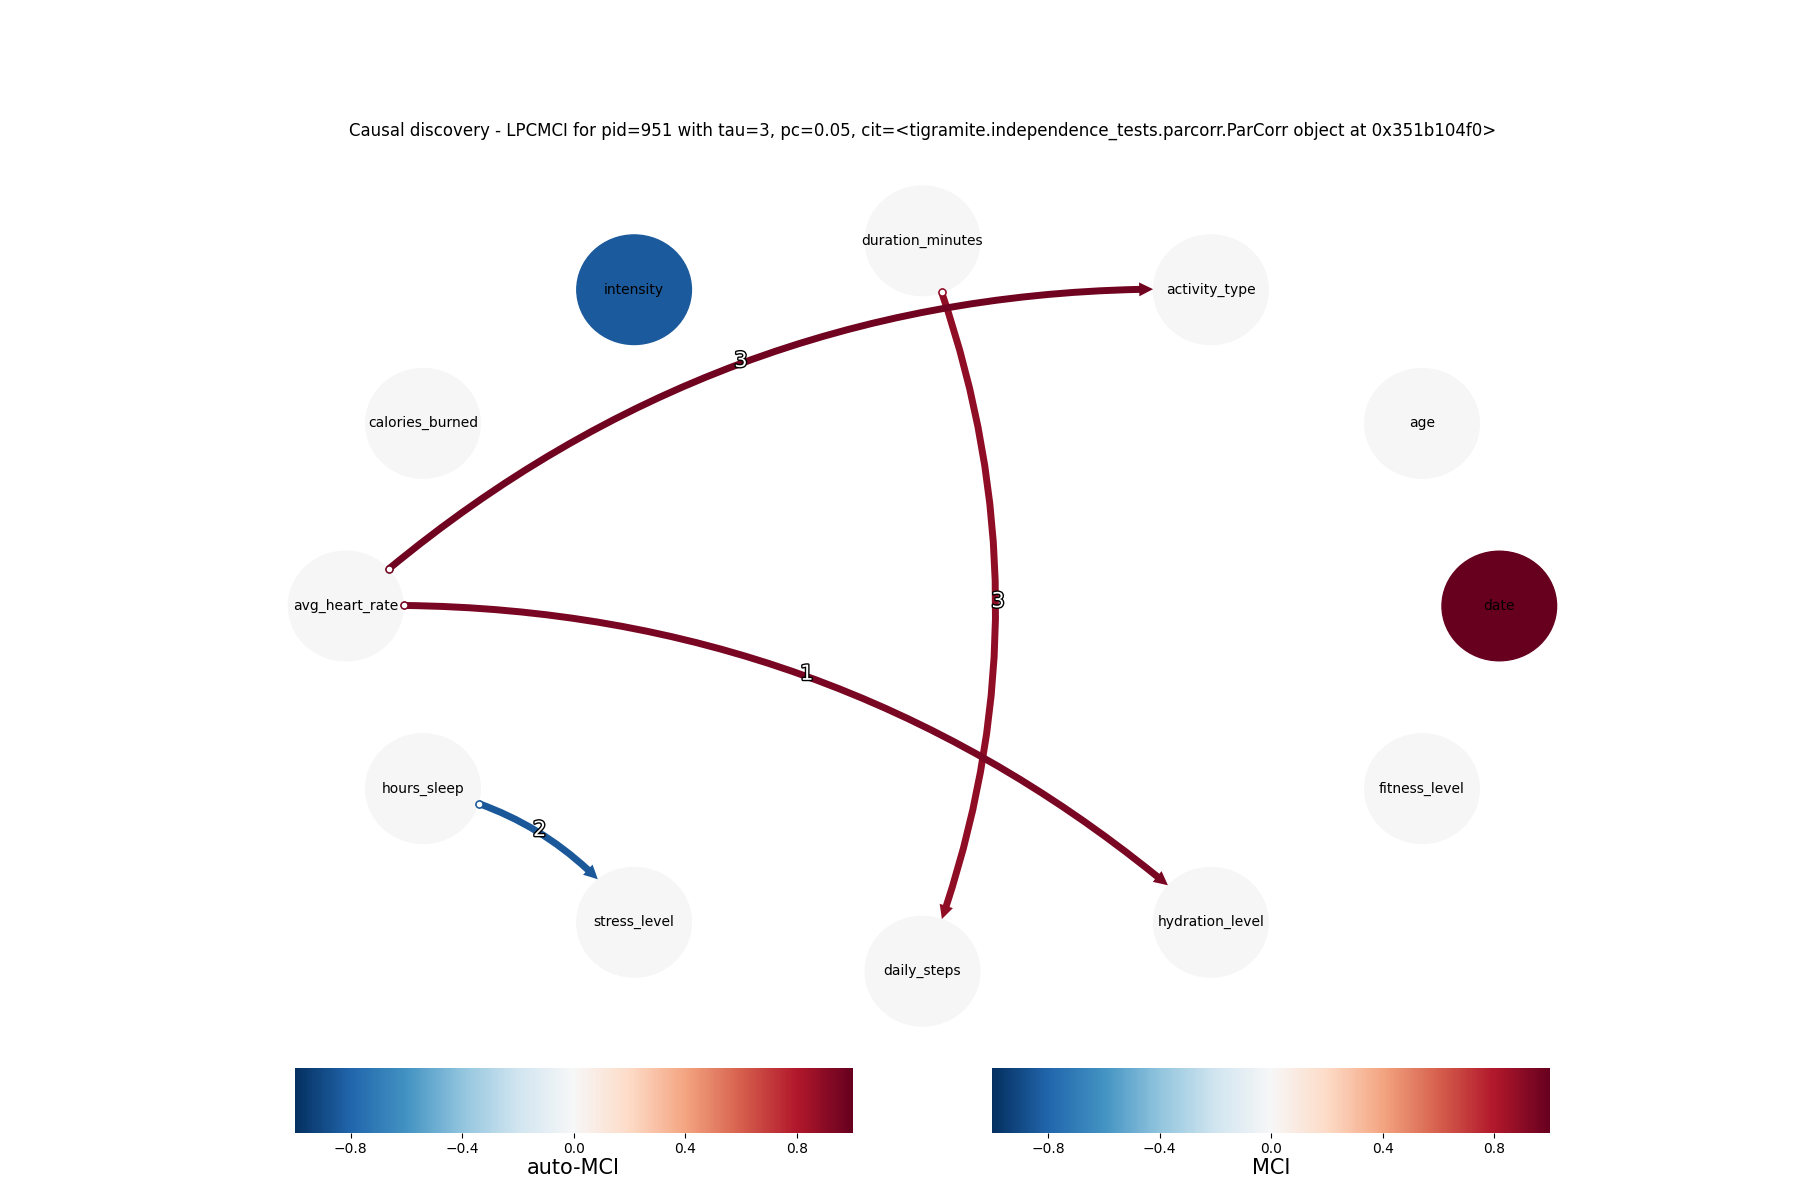 Causal discovery - LPCMCI for pid=951 with tau=3, pc=0.05, cit=<tigramite.independence_tests.parcorr.ParCorr object at 0x351b104f0>
duration_minutes
intensity
activity_type
3
calories_burned
age
3
avg_heart_rate
date
1
hours_sleep
fitness_level
2
stress_level
hydration_level
daily_steps
−0.8 −0.4 0.0 0.4 0.8
auto-MCI
−0.8 −0.4 0.0 0.4 0.8
MCI